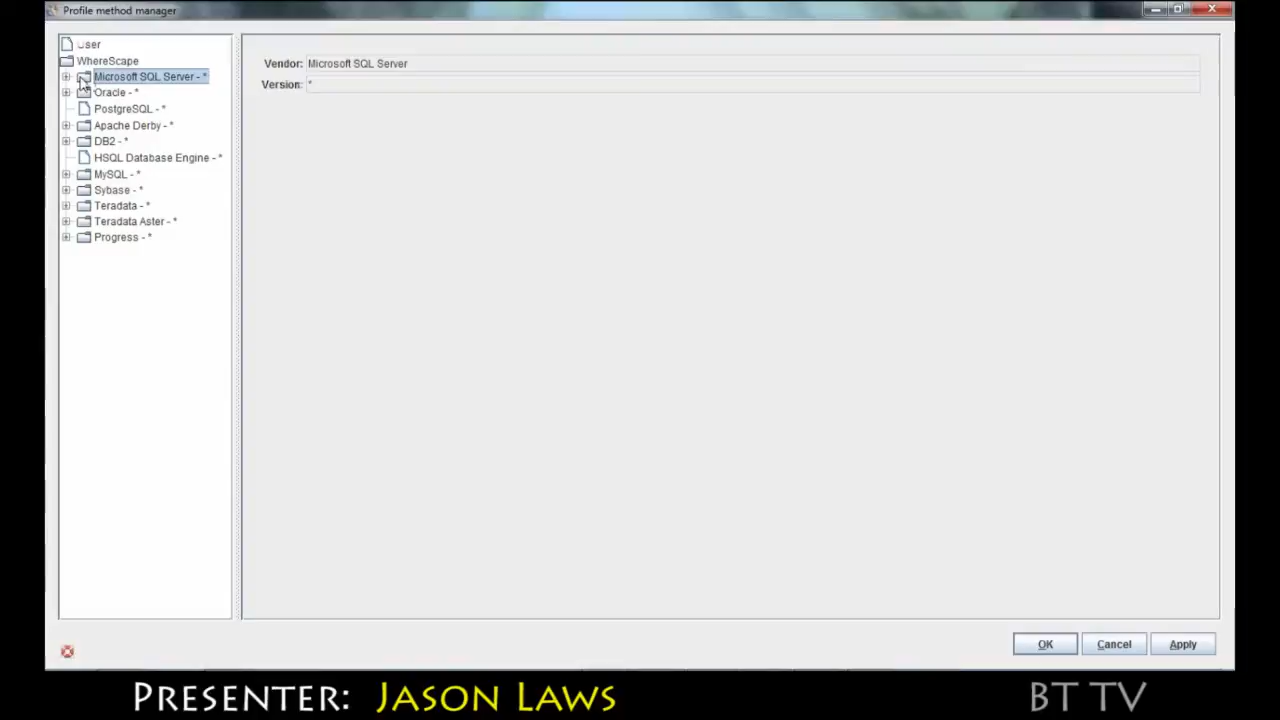 Profile method manager
User
WhereScape
Microsoft SQL Server - *
Oracle - *
PostgreSQL - *
Apache Derby - *
DB2 - *
HSQL Database Engine - *
MySQL - *
Sybase - *
Teradata - *
Teradata Aster - *
Progress - *
Vendor: Microsoft SQL Server
Version: *
OK Cancel Apply
PRESENTER: JASON LAWS BT TV